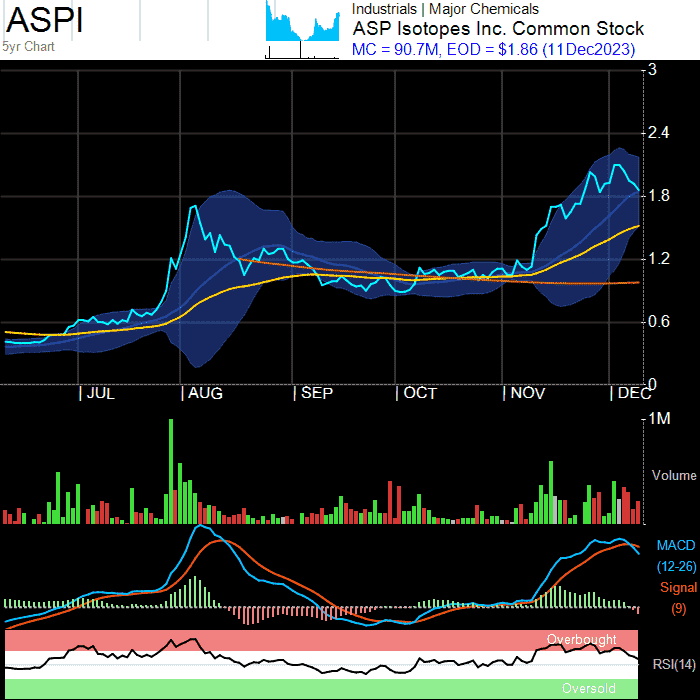 ASPI
5yr Chart
Industrials | Major Chemicals
ASP Isotopes Inc. Common Stock
MC = 90.7M, EOD = $1.86 (11Dec2023)
3
2.4
1.8
1.2
0.6
0
JUL
AUG
SEP
OCT
NOV
DEC
1M
Volume
MACD
(12-26)
Signal
(9)
Overbought
RSI(14)
Oversold